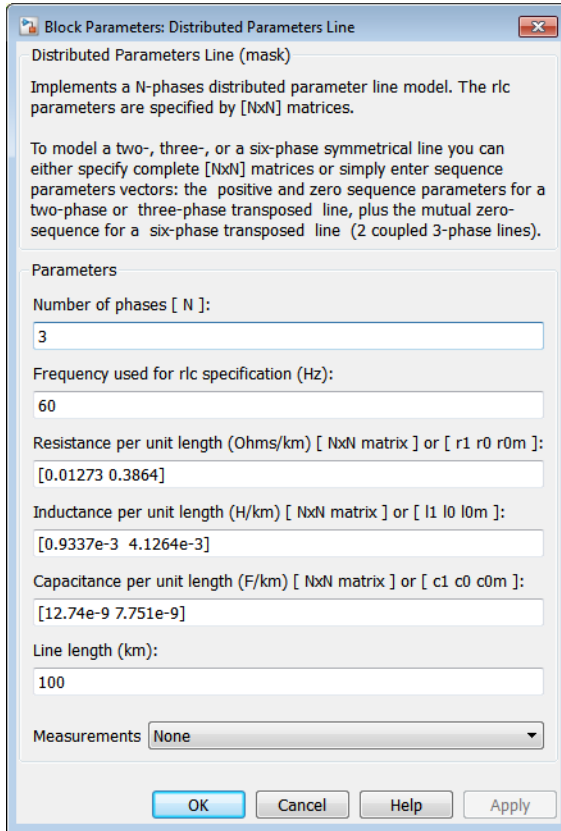 Block Parameters: Distributed Parameters Line
Distributed Parameters Line (mask)
Implements a N-phases distributed parameter line model. The rlc
parameters are specified by [NxN] matrices.
To model a two-, three-, or a six-phase symmetrical line you can
either specify complete [NxN] matrices or simply enter sequence
parameters vectors: the  positive and zero sequence parameters for a
two-phase or  three-phase transposed  line, plus the mutual zero-
sequence for a  six-phase transposed  line  (2 coupled 3-phase lines).
Parameters
Number of phases [ N ]:
3
Frequency used for rlc specification (Hz):
60
Resistance per unit length (Ohms/km) [ NxN matrix ] or [ r1 r0 r0m ]:
[0.01273 0.3864]
Inductance per unit length (H/km) [ NxN matrix ] or [ l1 l0 l0m ]:
[0.9337e-3  4.1264e-3]
Capacitance per unit length (F/km) [ NxN matrix ] or [ c1 c0 c0m ]:
[12.74e-9 7.751e-9]
Line length (km):
100
Measurements None
OK Cancel Help Apply